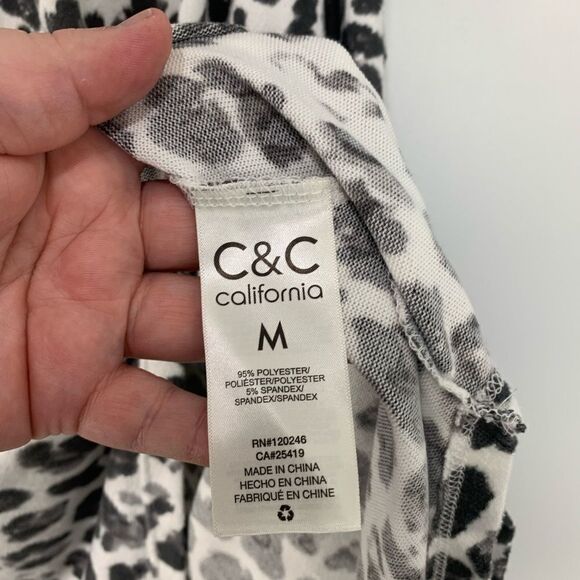 C&C
california
M
95% POLYESTER/
POLIÉSTER/POLYESTER
5% SPANDEX/
SPANDEX/SPANDEX
RN#120246
CA#25419
MADE IN CHINA
HECHO EN CHINA
FABRIQUÉ EN CHINE